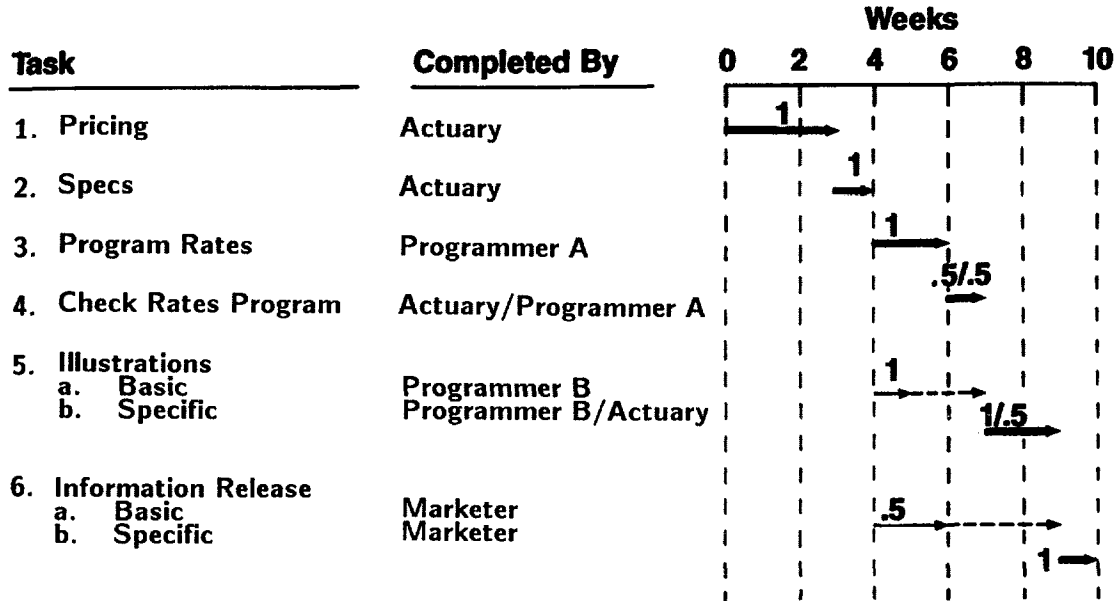 Weeks
Task Completed By 0 2 4 6 8 10
1. Pricing Actuary 1
2. Specs Actuary 1
3. Program Rates Programmer A 1
4. Check Rates Program Actuary/Programmer A .5/.5
5. Illustrations
a. Basic Programmer B 1
b. Specific Programmer B/Actuary 1/.5
6. Information Release
a. Basic Marketer .5
b. Specific Marketer 1